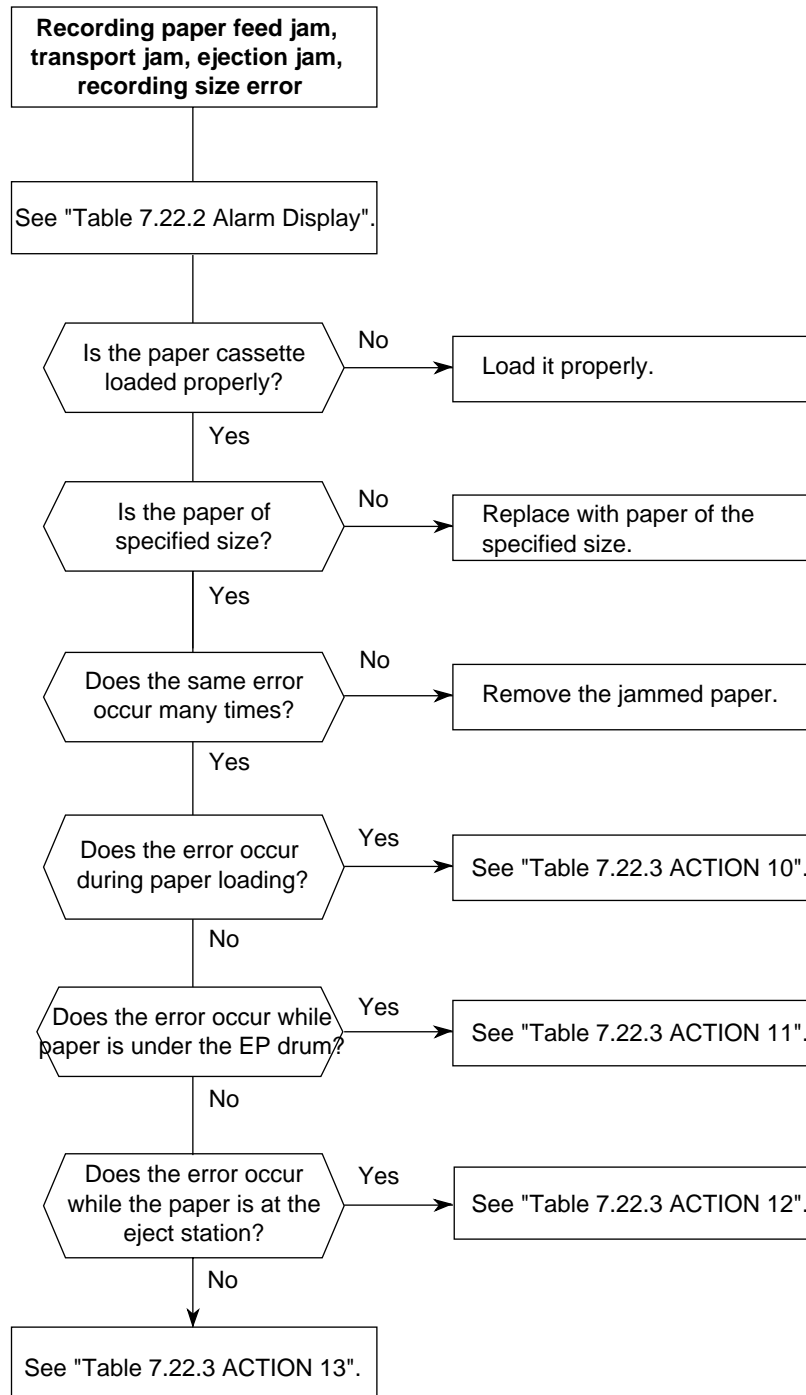 Recording paper feed jam,
transport jam, ejection jam,
recording size error
See "Table 7.22.2 Alarm Display".
Is the paper cassette
loaded properly?
No
Load it properly.
Yes
Is the paper of
specified size?
No
Replace with paper of the
specified size.
Yes
Does the same error
occur many times?
No
Remove the jammed paper.
Yes
Does the error occur
during paper loading?
Yes
See "Table 7.22.3 ACTION 10".
No
Does the error occur while
paper is under the EP drum?
Yes
See "Table 7.22.3 ACTION 11".
No
Does the error occur
while the paper is at the
eject station?
Yes
See "Table 7.22.3 ACTION 12".
No
See "Table 7.22.3 ACTION 13".